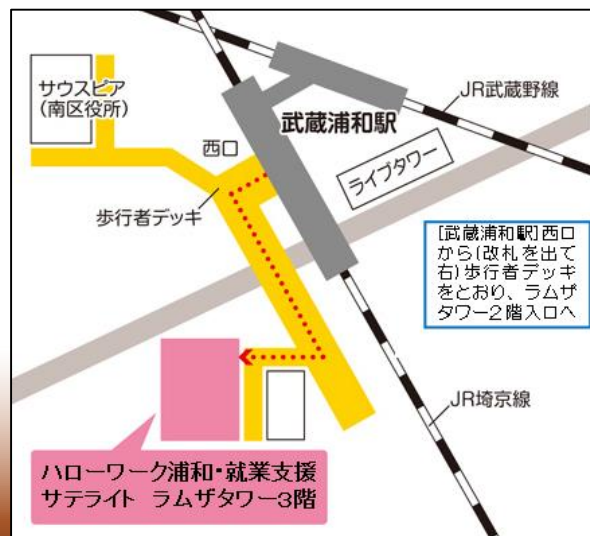 サウスピア
(南区役所)
JR武蔵野線
武蔵浦和駅
西口
ライブタワー
歩行者デッキ
[武蔵浦和駅]西口
から(改札を出て
右)歩行者デッキ
をとおり、ラムザ
タワー2階入口へ
JR埼京線
ハローワーク浦和・就業支援
サテライト ラムザタワー3階